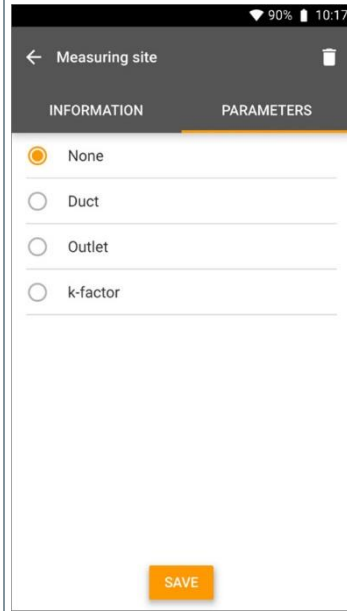 90% 10:17
Measuring site
INFORMATION PARAMETERS
None
Duct
Outlet
k-factor
SAVE